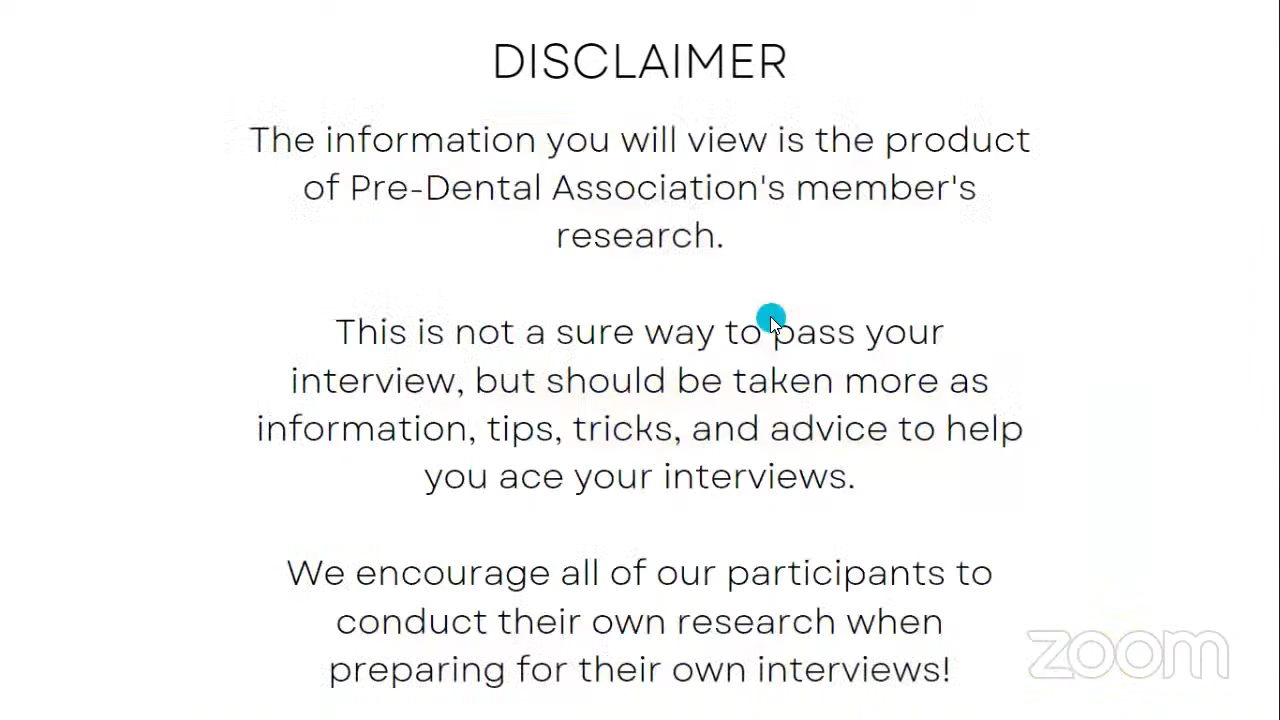 DISCLAIMER
The information you will view is the product
of Pre-Dental Association's member's
research.
This is not a sure way to pass your
interview, but should be taken more as
information, tips, tricks, and advice to help
you ace your interviews.
We encourage all of our participants to
conduct their own research when
preparing for their own interviews!
zoom